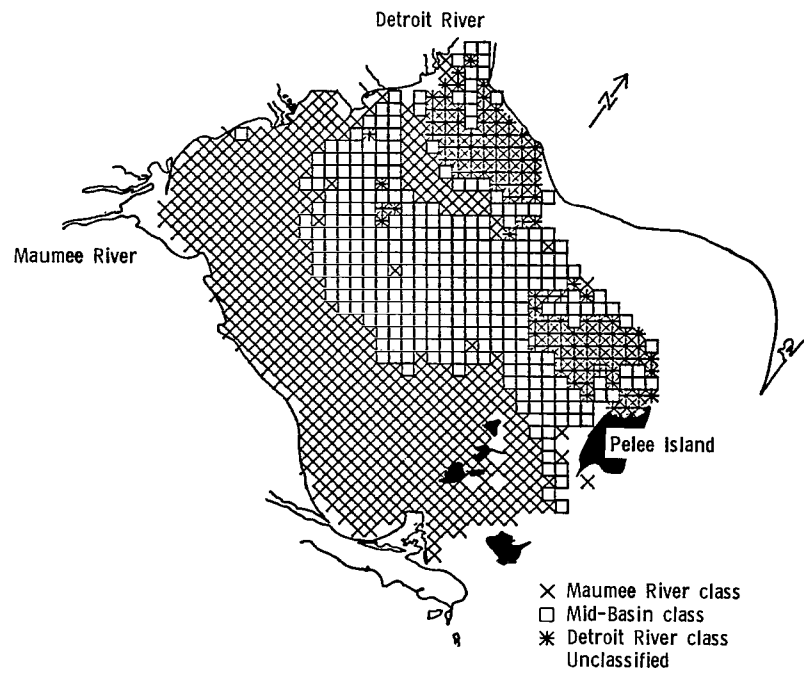 Detroit River
N
Maumee River
Pelee Island
Maumee River class
Mid-Basin class
Detroit River class
Unclassified